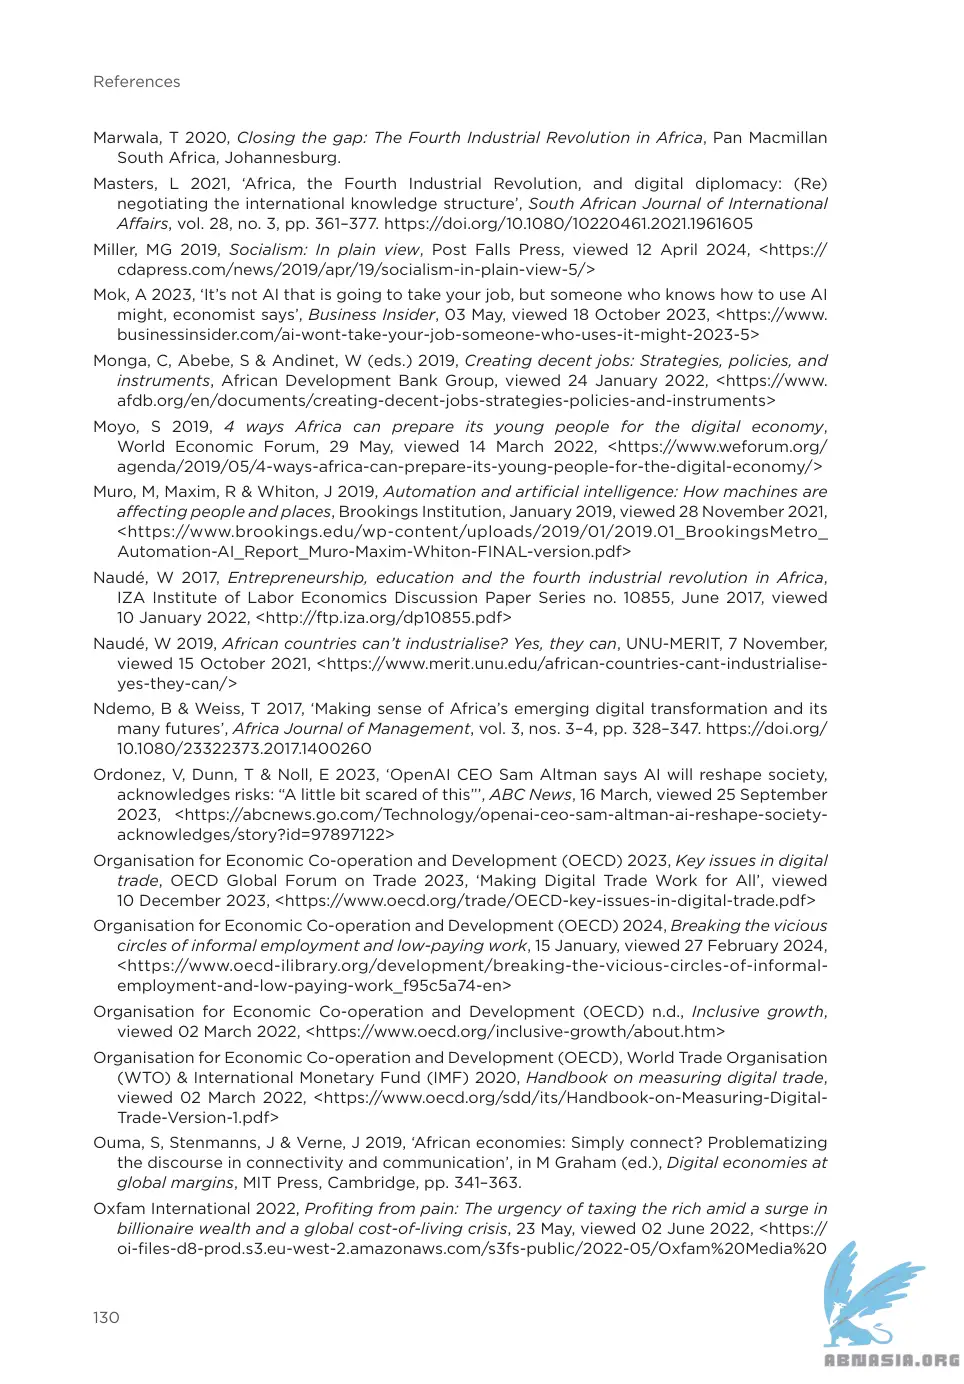 References
Marwala, T 2020, Closing the gap: The Fourth Industrial Revolution in Africa, Pan Macmillan
South Africa, Johannesburg.
Masters, L 2021, ‘Africa, the Fourth Industrial Revolution, and digital diplomacy: (Re)
negotiating the international knowledge structure’, South African Journal of International
Affairs, vol. 28, no. 3, pp. 361–377. https://doi.org/10.1080/10220461.2021.1961605
Miller, MG 2019, Socialism: In plain view, Post Falls Press, viewed 12 April 2024, <https://
cdapress.com/news/2019/apr/19/socialism-in-plain-view-5/>
Mok, A 2023, ‘It’s not AI that is going to take your job, but someone who knows how to use AI
might, economist says’, Business Insider, 03 May, viewed 18 October 2023, <https://www.
businessinsider.com/ai-wont-take-your-job-someone-who-uses-it-might-2023-5>
Monga, C, Abebe, S & Andinet, W (eds.) 2019, Creating decent jobs: Strategies, policies, and
instruments, African Development Bank Group, viewed 24 January 2022, <https://www.
afdb.org/en/documents/creating-decent-jobs-strategies-policies-and-instruments>
Moyo, S 2019, 4 ways Africa can prepare its young people for the digital economy,
World Economic Forum, 29 May, viewed 14 March 2022, <https://www.weforum.org/
agenda/2019/05/4-ways-africa-can-prepare-its-young-people-for-the-digital-economy/>
Muro, M, Maxim, R & Whiton, J 2019, Automation and artificial intelligence: How machines are
affecting people and places, Brookings Institution, January 2019, viewed 28 November 2021,
<https://www.brookings.edu/wp-content/uploads/2019/01/2019.01_BrookingsMetro_
Automation-AI_Report_Muro-Maxim-Whiton-FINAL-version.pdf>
Naudé, W 2017, Entrepreneurship, education and the fourth industrial revolution in Africa,
IZA Institute of Labor Economics Discussion Paper Series no. 10855, June 2017, viewed
10 January 2022, <http://ftp.iza.org/dp10855.pdf>
Naudé, W 2019, African countries can’t industrialise? Yes, they can, UNU-MERIT, 7 November,
viewed 15 October 2021, <https://www.merit.unu.edu/african-countries-cant-industrialise-
yes-they-can/>
Ndemo, B & Weiss, T 2017, ‘Making sense of Africa’s emerging digital transformation and its
many futures’, Africa Journal of Management, vol. 3, nos. 3–4, pp. 328–347. https://doi.org/
10.1080/23322373.2017.1400260
Ordonez, V, Dunn, T & Noll, E 2023, ‘OpenAI CEO Sam Altman says AI will reshape society,
acknowledges risks: “A little bit scared of this”’, ABC News, 16 March, viewed 25 September
2023, <https://abcnews.go.com/Technology/openai-ceo-sam-altman-ai-reshape-society-
acknowledges/story?id=97897122>
Organisation for Economic Co-operation and Development (OECD) 2023, Key issues in digital
trade, OECD Global Forum on Trade 2023, ‘Making Digital Trade Work for All’, viewed
10 December 2023, <https://www.oecd.org/trade/OECD-key-issues-in-digital-trade.pdf>
Organisation for Economic Co-operation and Development (OECD) 2024, Breaking the vicious
circles of informal employment and low-paying work, 15 January, viewed 27 February 2024,
<https://www.oecd-ilibrary.org/development/breaking-the-vicious-circles-of-informal-
employment-and-low-paying-work_f95c5a74-en>
Organisation for Economic Co-operation and Development (OECD) n.d., Inclusive growth,
viewed 02 March 2022, <https://www.oecd.org/inclusive-growth/about.htm>
Organisation for Economic Co-operation and Development (OECD), World Trade Organisation
(WTO) & International Monetary Fund (IMF) 2020, Handbook on measuring digital trade,
viewed 02 March 2022, <https://www.oecd.org/sdd/its/Handbook-on-Measuring-Digital-
Trade-Version-1.pdf>
Ouma, S, Stenmanns, J & Verne, J 2019, ‘African economies: Simply connect? Problematizing
the discourse in connectivity and communication’, in M Graham (ed.), Digital economies at
global margins, MIT Press, Cambridge, pp. 341–363.
Oxfam International 2022, Profiting from pain: The urgency of taxing the rich amid a surge in
billionaire wealth and a global cost-of-living crisis, 23 May, viewed 02 June 2022, <https://
oi-files-d8-prod.s3.eu-west-2.amazonaws.com/s3fs-public/2022-05/Oxfam%20Media%20
130
ABNASIA.ORG